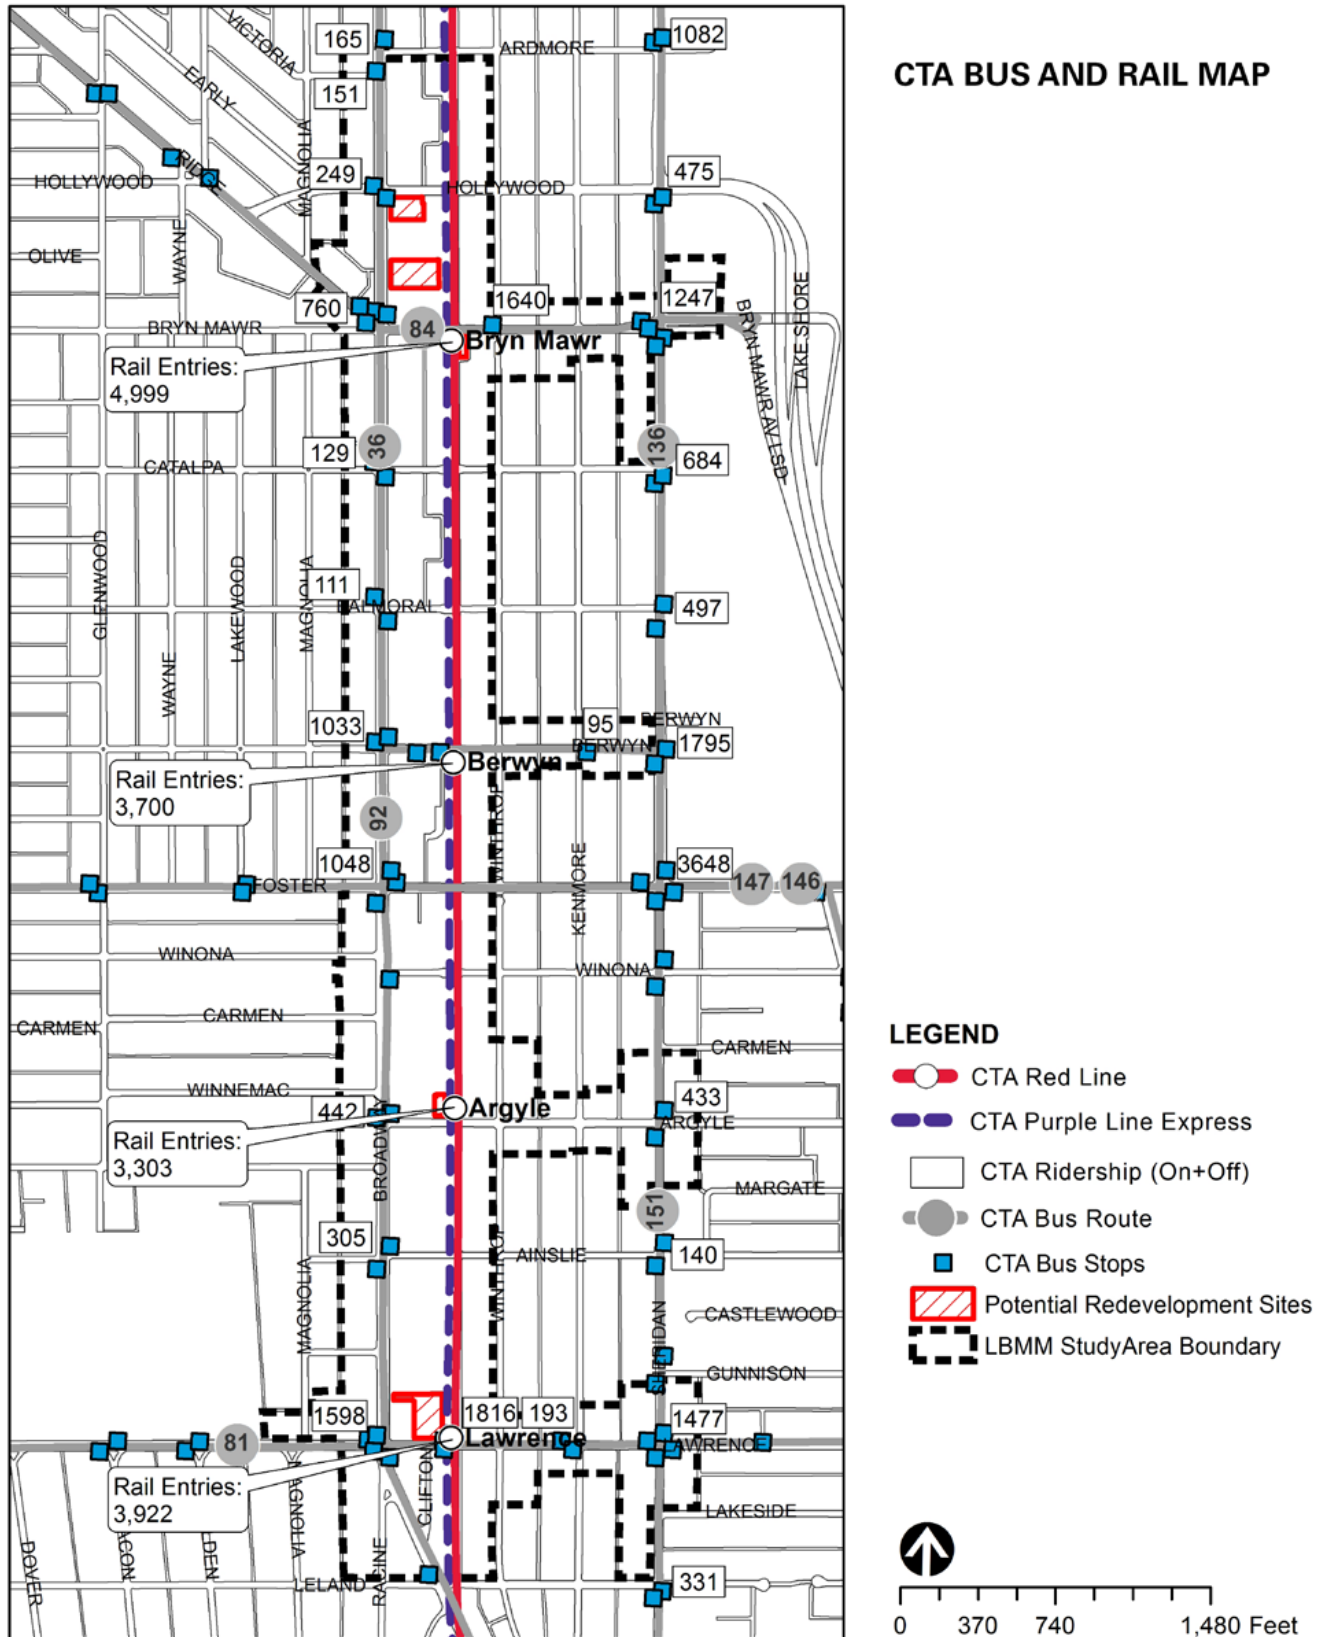 CTA BUS AND RAIL MAP
VICTORIA
165
ARDMORE
1082
EARLY
151
MAGNOLIA
249
475
RIDGE
HOLLYWOOD
HOLLYWOOD
WAYNE
OLIVE
760
1640
1247
LAKE SHORE
BRYN MAWR
84
Bryn Mawr
BRYN MAWR AV LSD
Rail Entries:
4,999
36
136
129
684
CATALPA
GLENWOOD
LAKEWOOD
MAGNOLIA
111
BALMORAL
497
WAYNE
1033
95
BERWYN
BERWYN
1795
Berwyn
Rail Entries:
3,700
92
WINTHROP
KENMORE
1048
3648
FOSTER
147
146
WINONA
WINONA
CARMEN
CARMEN
CARMEN
WINNEMAC
442
Argyle
433
ARGYLE
Rail Entries:
3,303
BROADWAY
MARGATE
151
305
AINSLIE
140
MAGNOLIA
WINTHROP
SHERIDAN
CASTLEWOOD
GUNNISON
1598
1816
193
1477
81
Lawrence
LAWRENCE
Rail Entries:
3,922
MAGNOLIA
CLIFTON
LAKESIDE
DOVER
ACON
DEN
RACINE
LELAND
331
LEGEND
CTA Red Line
CTA Purple Line Express
CTA Ridership (On+Off)
CTA Bus Route
CTA Bus Stops
Potential Redevelopment Sites
LBMM StudyArea Boundary
0 370 740 1,480 Feet